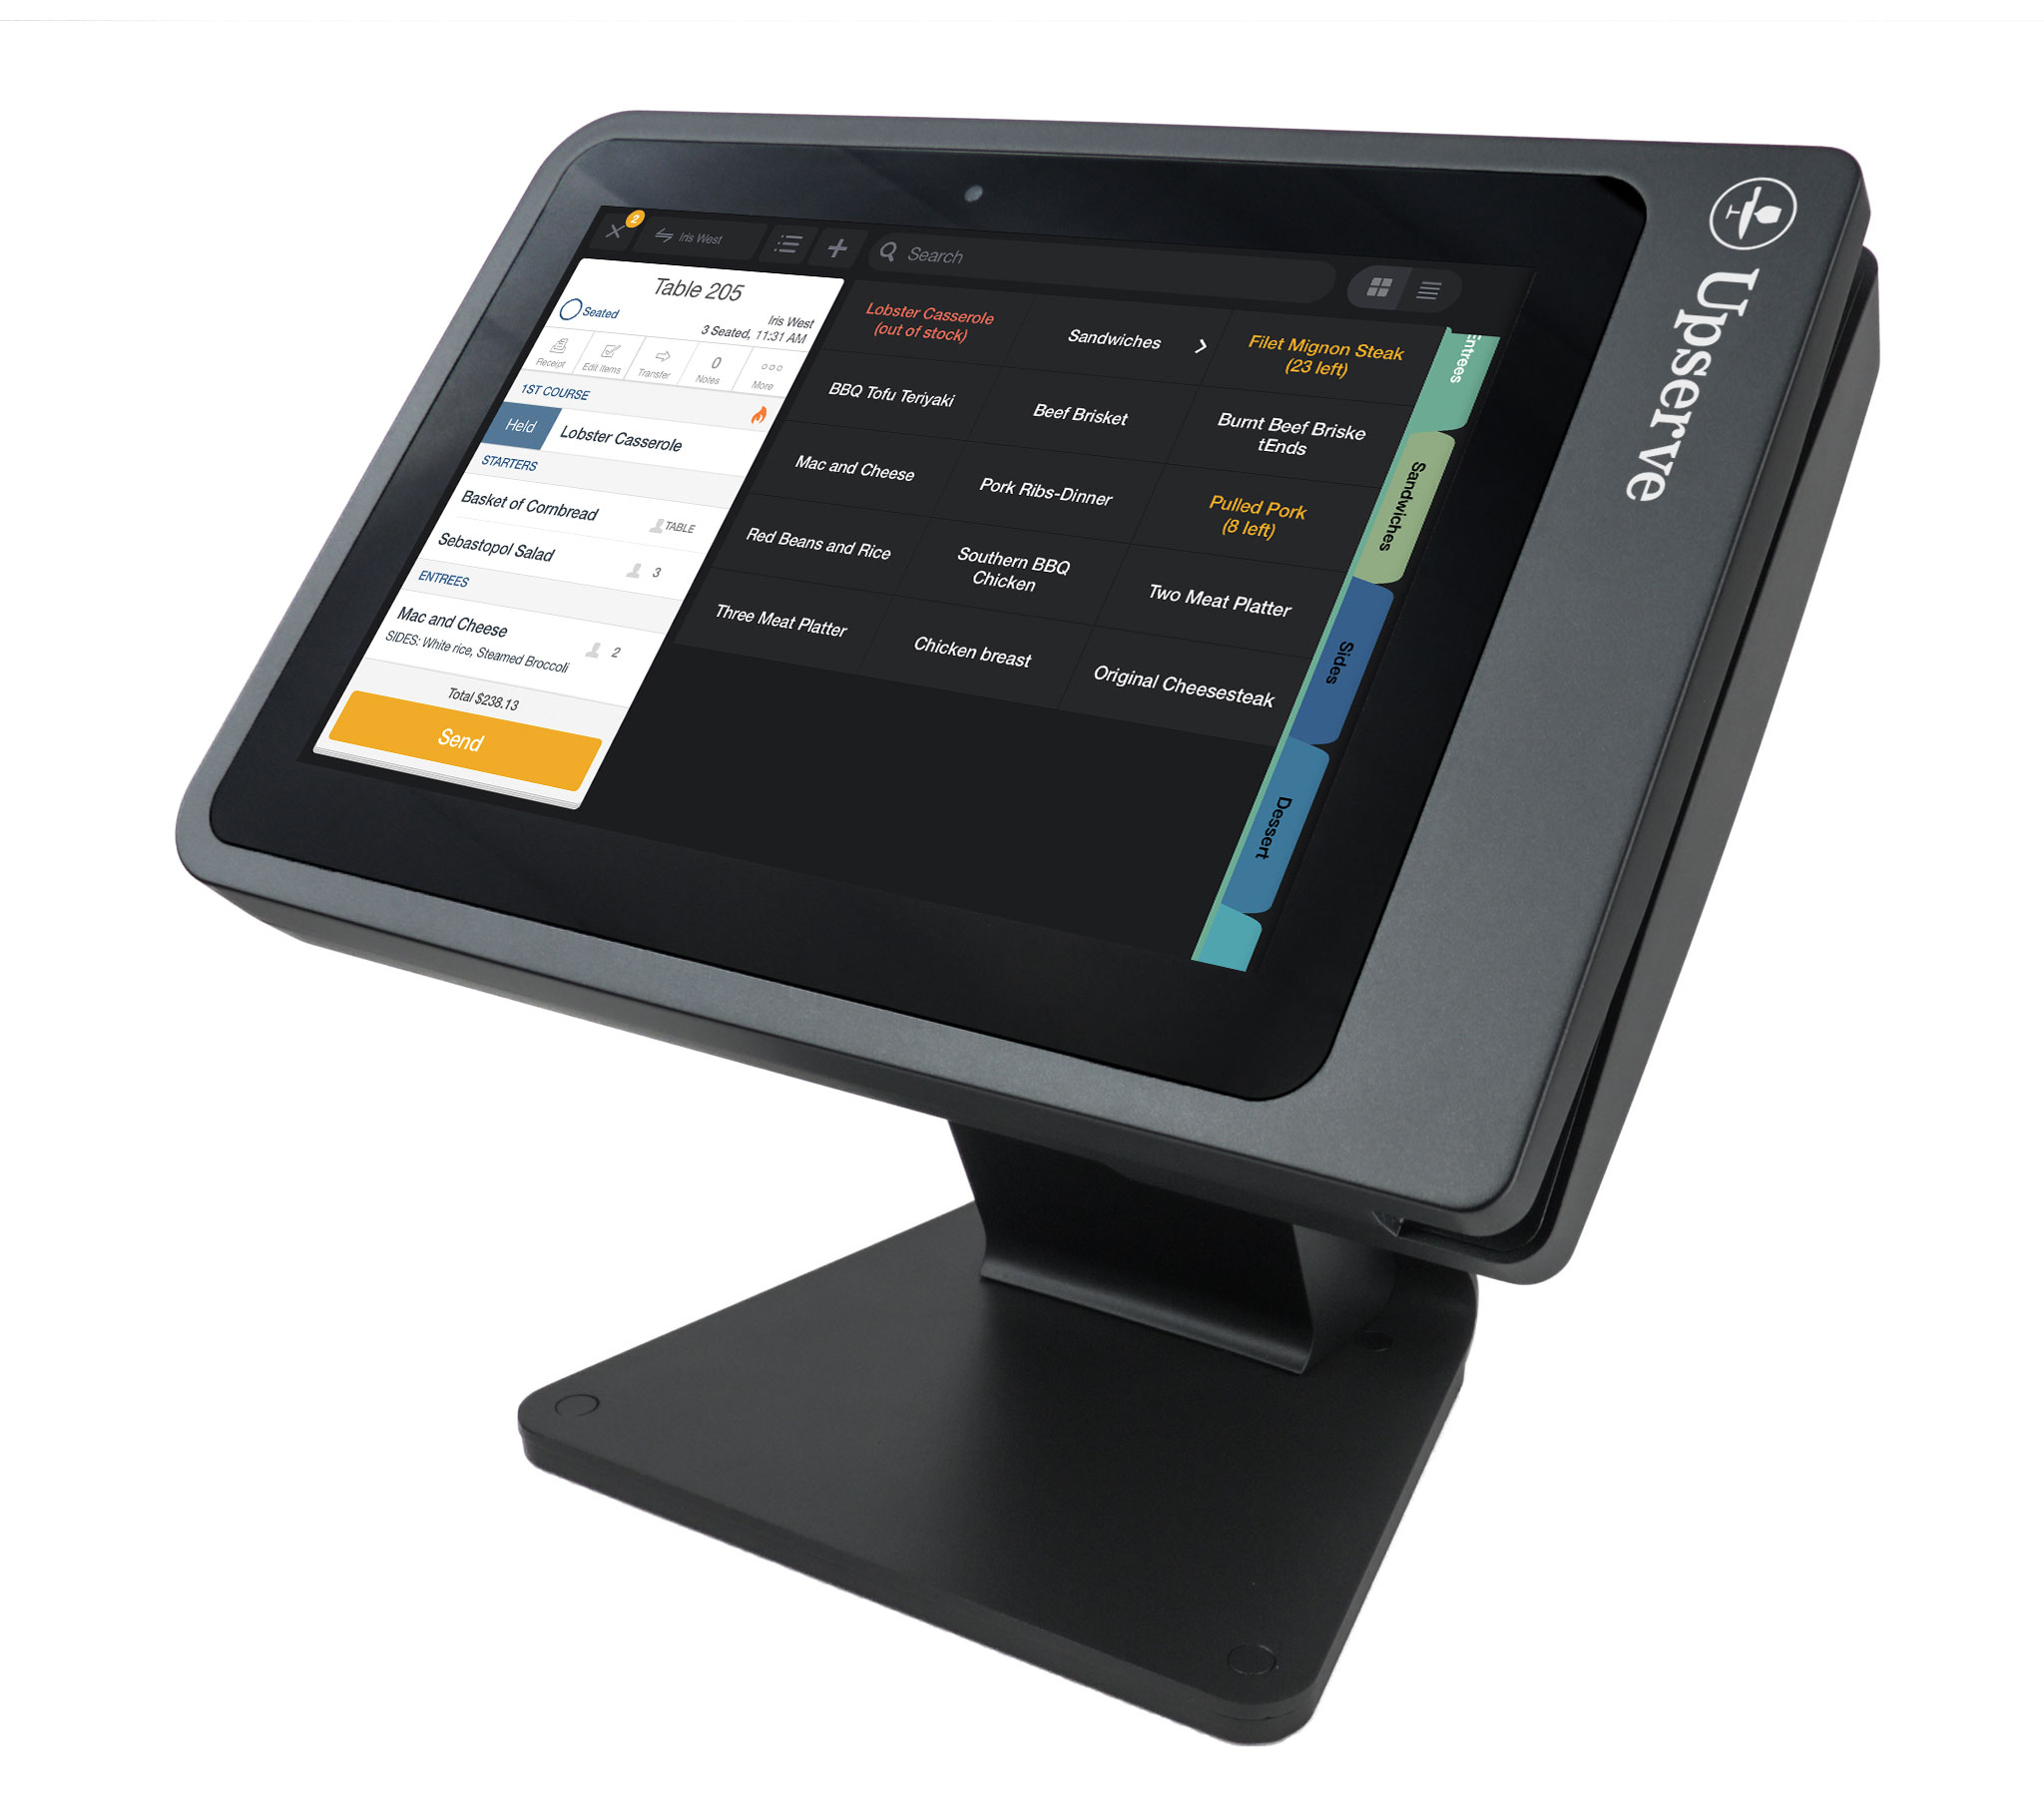 2
Iris West
Search
Table 205
Seated
Iris West
3 Seated, 11:31 AM
Receipt
Edit Items
Transfer
0
Notes
More
1ST COURSE
Held
Lobster Casserole
STARTERS
Basket of Cornbread
TABLE
Sebastopol Salad
3
ENTREES
Mac and Cheese
2
SIDES: White rice, Steamed Broccoli
Total $238.13
Send
Lobster Casserole
(out of stock)
Sandwiches
Filet Mignon Steak
(23 left)
BBQ Tofu Teriyaki
Beef Brisket
Burnt Beef Briske
tEnds
Mac and Cheese
Pork Ribs-Dinner
Pulled Pork
(8 left)
Red Beans and Rice
Southern BBQ
Chicken
Two Meat Platter
Three Meat Platter
Chicken breast
Original Cheesesteak
Entrees
Sandwiches
Sides
Dessert
Upserve